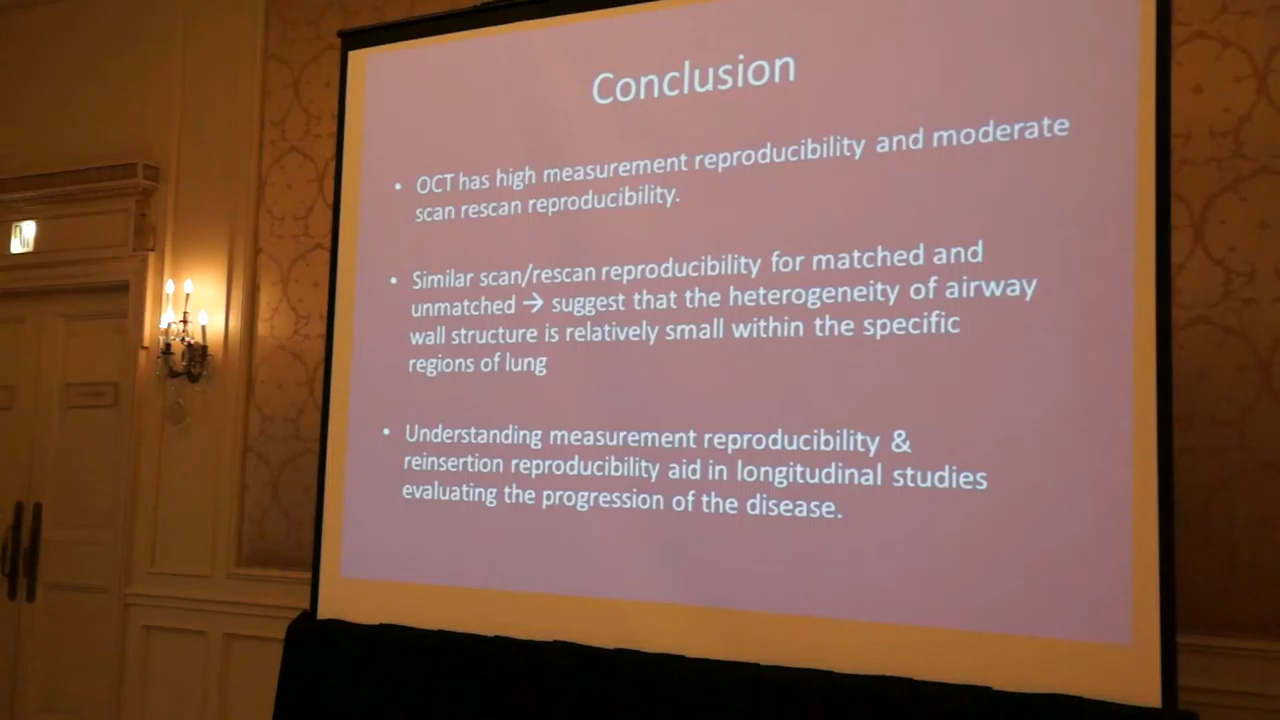 Conclusion
• OCT has high measurement reproducibility and moderate
scan rescan reproducibility.
• Similar scan/rescan reproducibility for matched and
unmatched → suggest that the heterogeneity of airway
wall structure is relatively small within the specific
regions of lung
• Understanding measurement reproducibility &
reinsertion reproducibility aid in longitudinal studies
evaluating the progression of the disease.